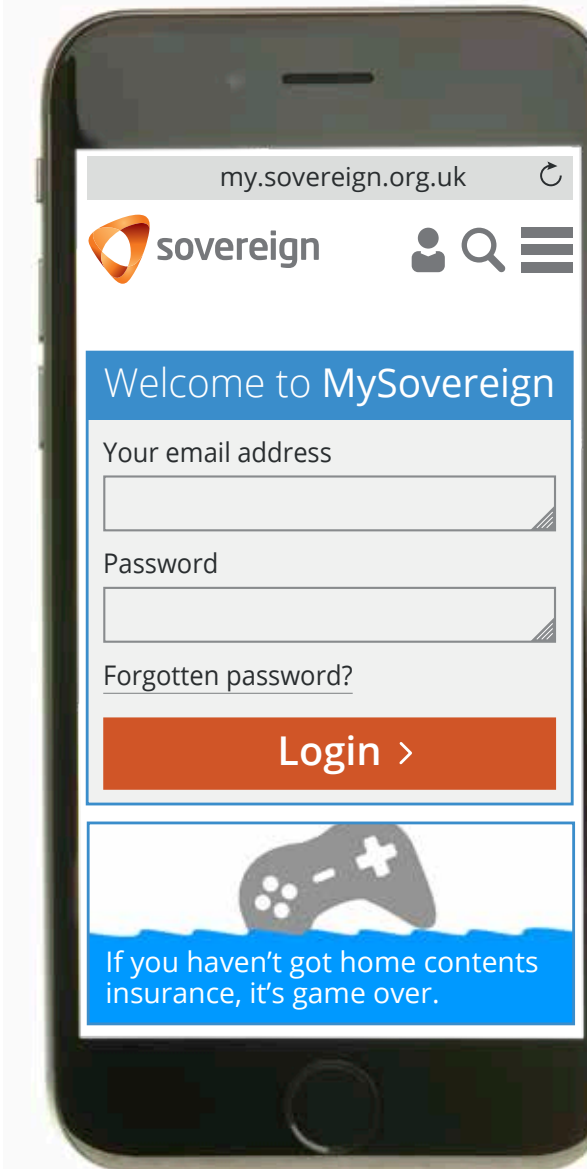 my.sovereign.org.uk
sovereign
Welcome to MySovereign
Your email address
Password
Forgotten password?
Login >
If you haven’t got home contents
insurance, it’s game over.